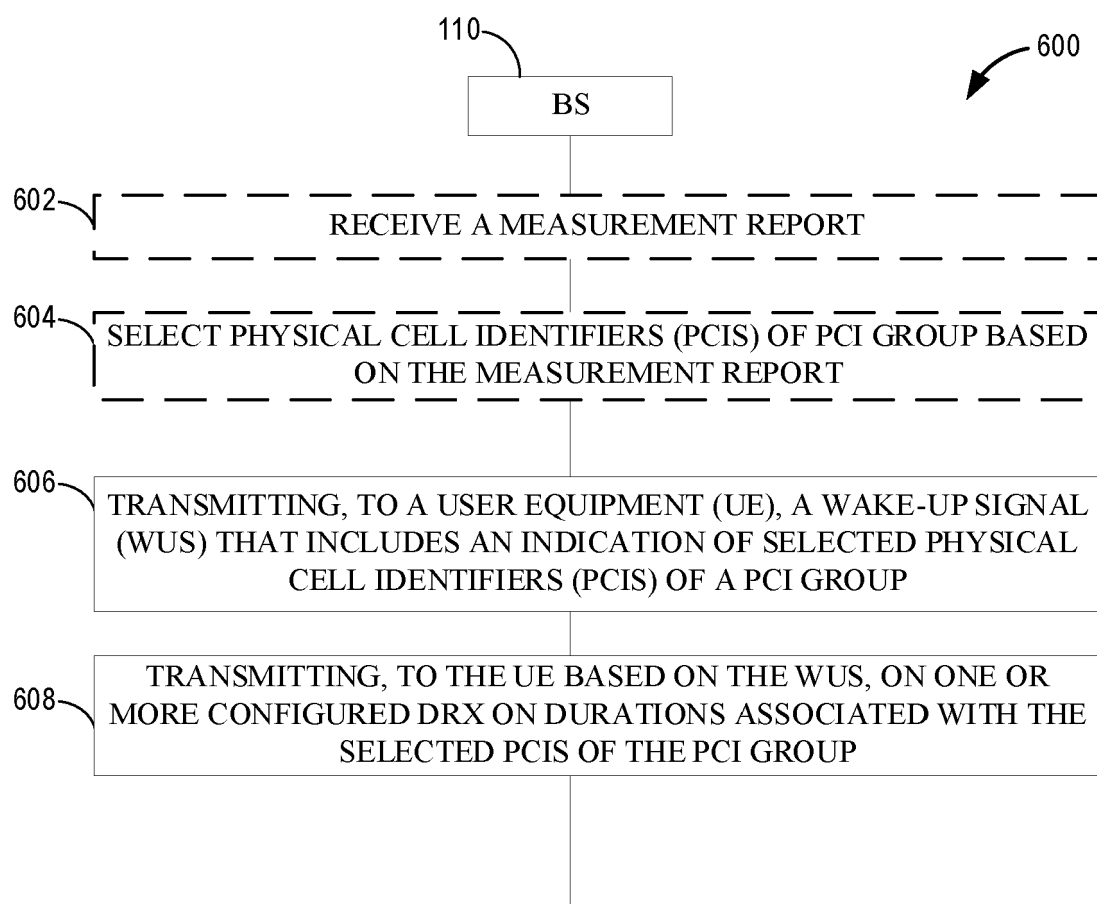 110
600
BS
602
RECEIVE A MEASUREMENT REPORT
604
SELECT PHYSICAL CELL IDENTIFIERS (PCIS) OF PCI GROUP BASED
ON THE MEASUREMENT REPORT
606
TRANSMITTING, TO A USER EQUIPMENT (UE), A WAKE-UP SIGNAL
(WUS) THAT INCLUDES AN INDICATION OF SELECTED PHYSICAL
CELL IDENTIFIERS (PCIS) OF A PCI GROUP
608
TRANSMITTING, TO THE UE BASED ON THE WUS, ON ONE OR
MORE CONFIGURED DRX ON DURATIONS ASSOCIATED WITH THE
SELECTED PCIS OF THE PCI GROUP